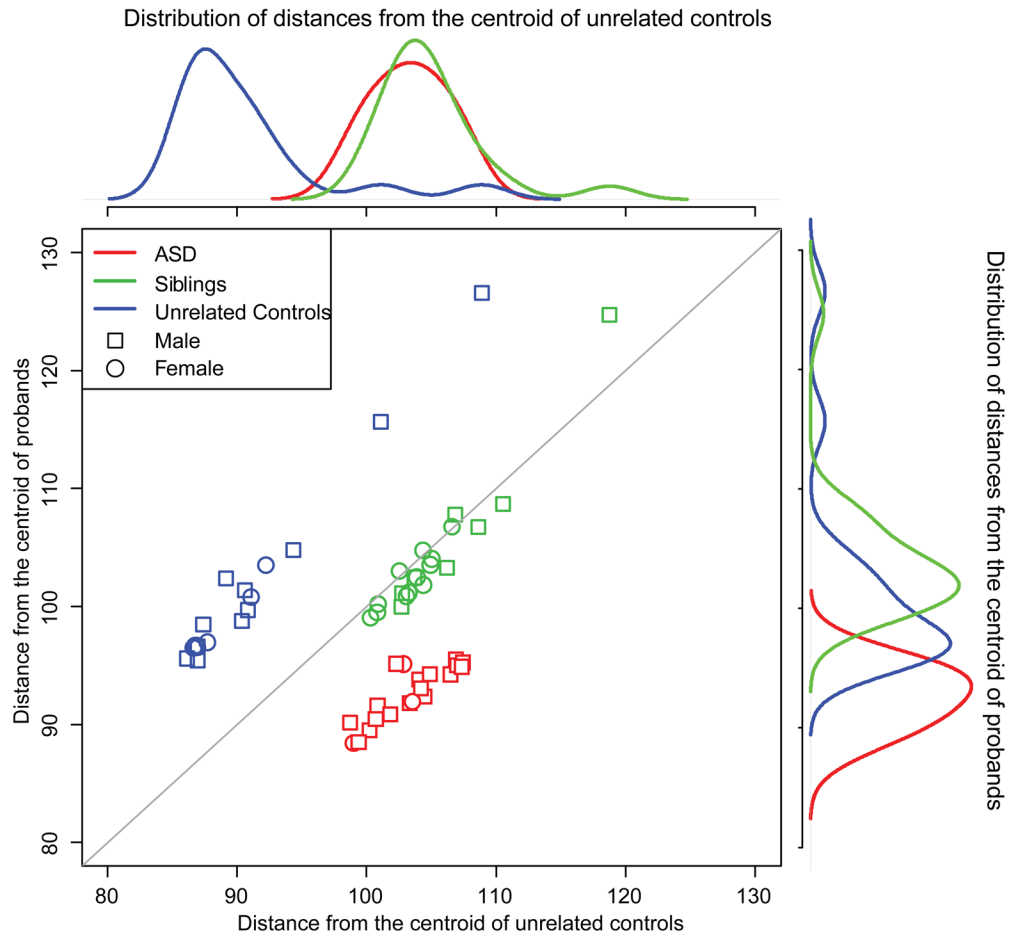 Distribution of distances from the centroid of unrelated controls
ASD
Siblings
Unrelated Controls
Male
Female
130
120
110
100
90
80
Distance from the centroid of probands
80 90 100 110 120 130
Distance from the centroid of unrelated controls
Distribution of distances from the centroid of probands